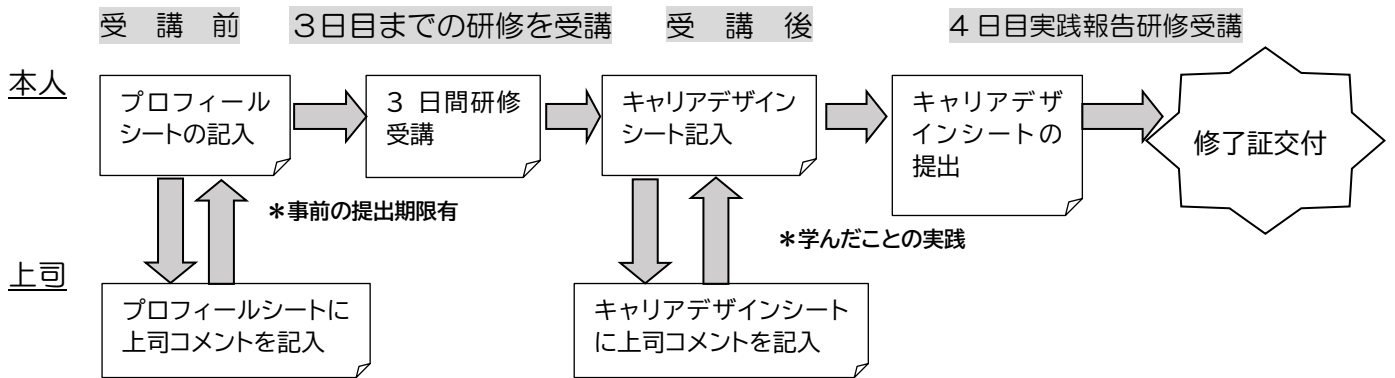 受 講 前　３日目までの研修を受講　受 講 後　４日目実践報告研修受講
本人
プロフィール
シートの記入
３ 日間研修
受講
キャリアデザイン
シート記入
キャリアデザ
インシートの
提出
修了証交付
＊事前の提出期限有
＊学んだことの実践
上司
プロフィールシートに
上司コメントを記入
キャリアデザインシート
に上司コメントを記入